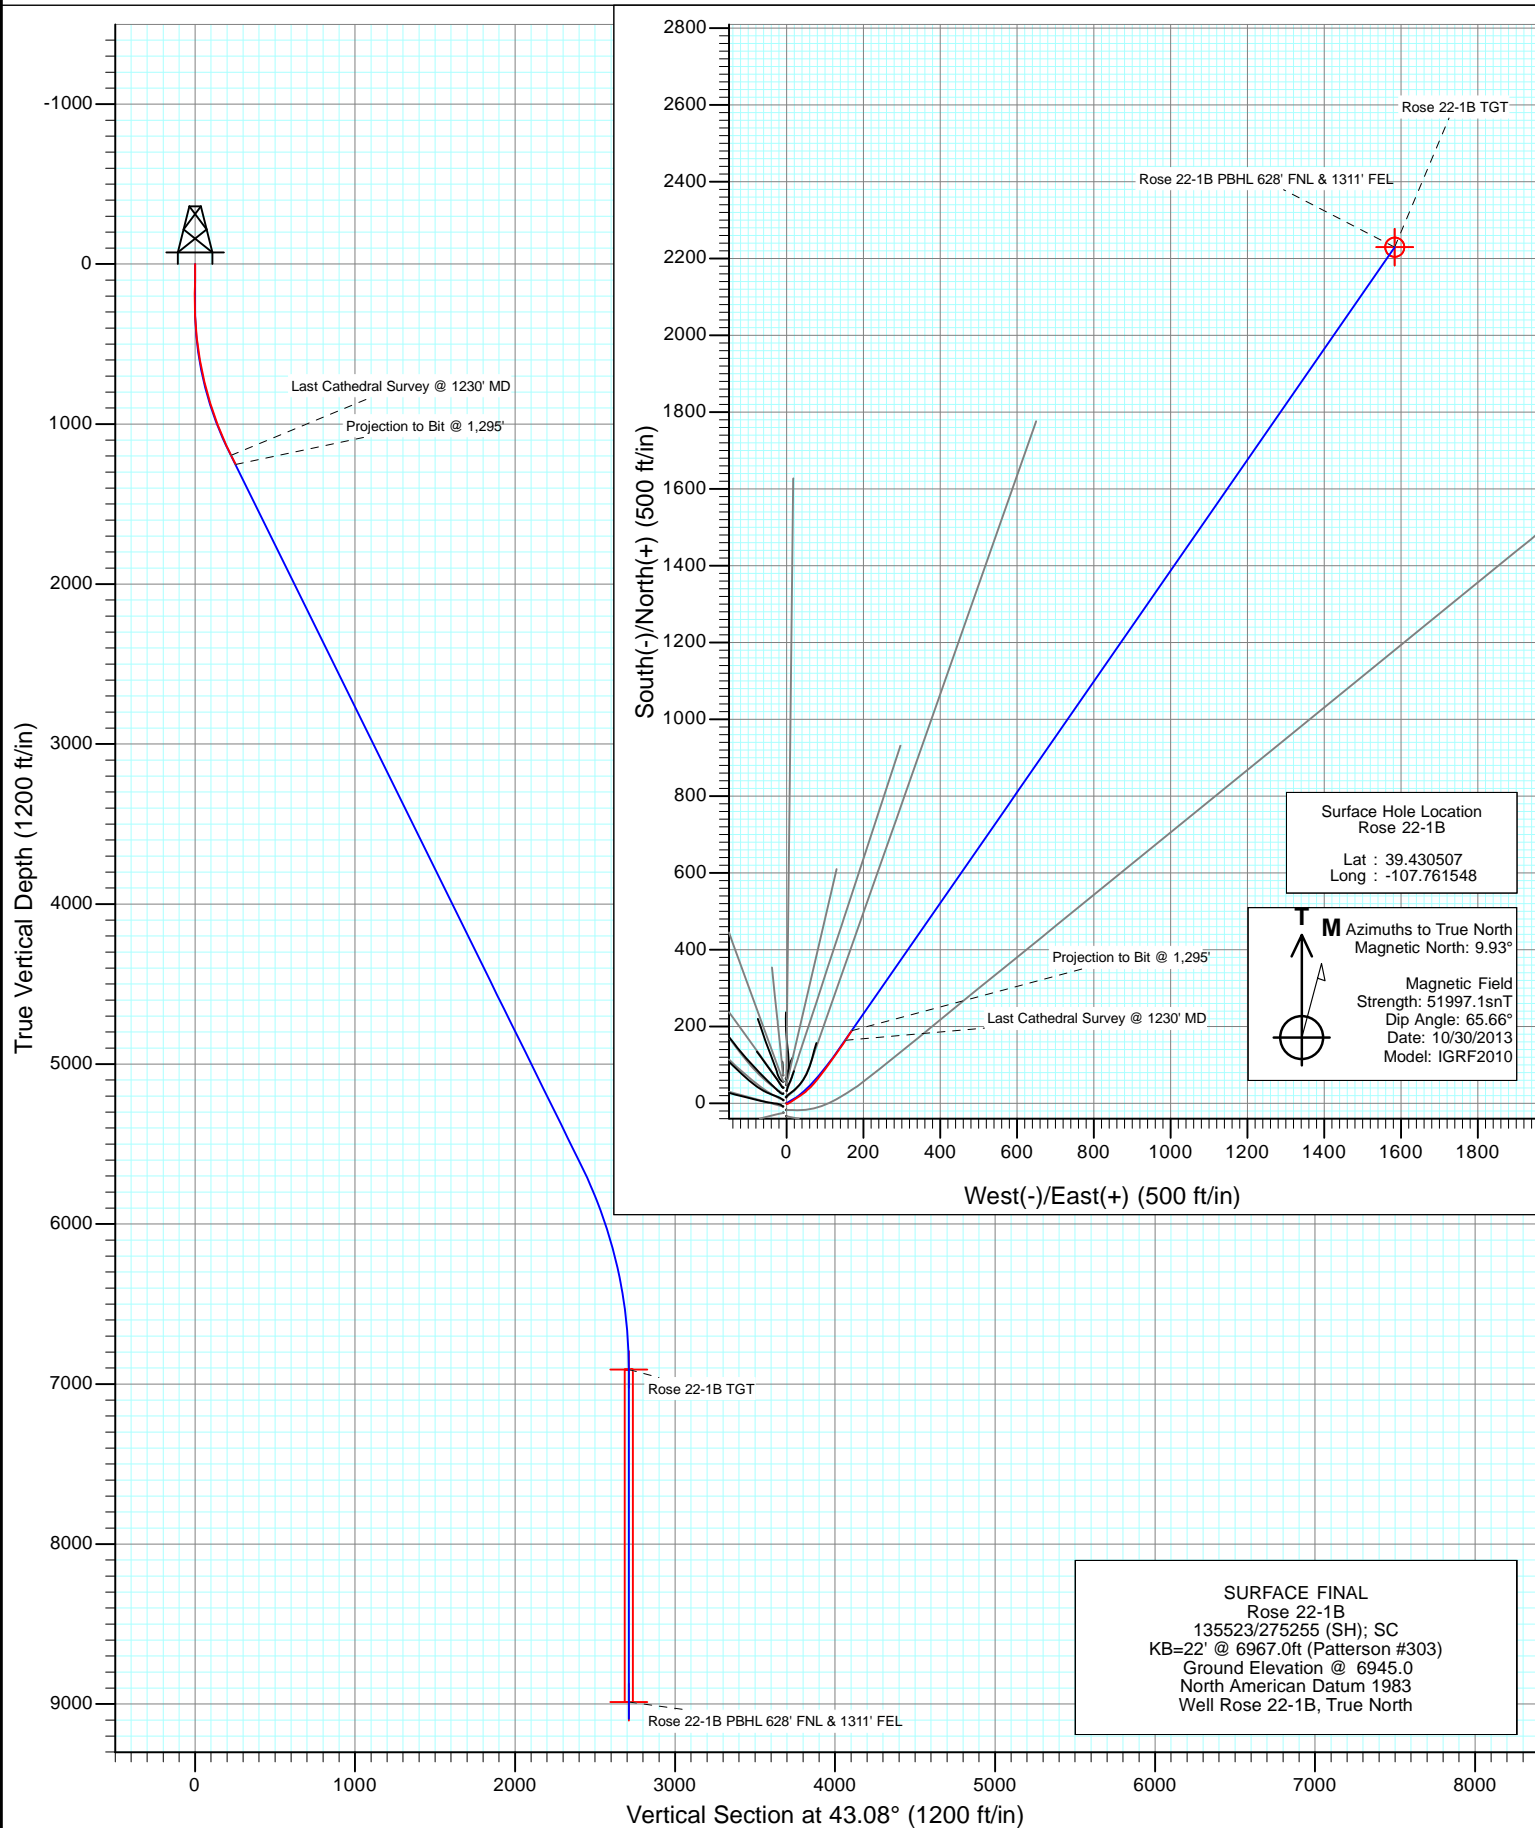 -1000
0
1000
2000
3000
4000
5000
6000
7000
8000
9000
True Vertical Depth (1200 ft/in)
0
1000
2000
3000
4000
5000
6000
7000
8000
Vertical Section at 43.08° (1200 ft/in)
Last Cathedral Survey @ 1230' MD
Projection to Bit @ 1,295'
Rose 22-1B TGT
Rose 22-1B PBHL 628' FNL & 1311' FEL
2800
2600
2400
2200
2000
1800
1600
1400
1200
1000
800
600
400
200
0
South(-)/North(+) (500 ft/in)
0
200
400
600
800
1000
1200
1400
1600
1800
West(-)/East(+) (500 ft/in)
Rose 22-1B TGT
Rose 22-1B PBHL 628' FNL & 1311' FEL
Projection to Bit @ 1,295'
Last Cathedral Survey @ 1230' MD
Surface Hole Location
Rose 22-1B
Lat : 39.430507
Long : -107.761548
T
M
Azimuths to True North
Magnetic North: 9.93°
Magnetic Field
Strength: 51997.1snT
Dip Angle: 65.66°
Date: 10/30/2013
Model: IGRF2010
SURFACE FINAL
Rose 22-1B
135523/275255 (SH); SC
KB=22' @ 6967.0ft (Patterson #303)
Ground Elevation @ 6945.0
North American Datum 1983
Well Rose 22-1B, True North